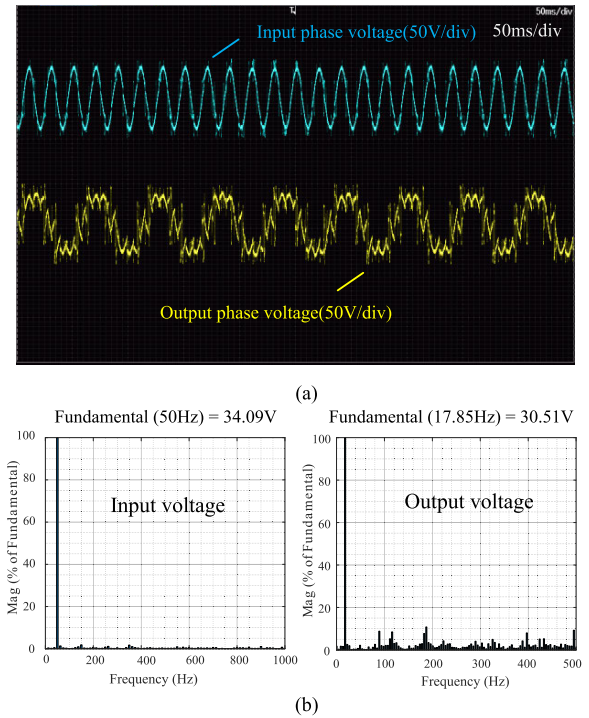 50ms/div
Input phase voltage(50V/div)
50ms/div
Output phase voltage(50V/div)
(a)
Fundamental (50Hz) = 34.09V
Fundamental (17.85Hz) = 30.51V
Mag (% of Fundamental)
100
80
60
40
20
0
Input voltage
0 200 400 600 800 1000
Frequency (Hz)
Mag (% of Fundamental)
100
80
60
40
20
0
Output voltage
0 100 200 300 400 500
Frequency (Hz)
(b)